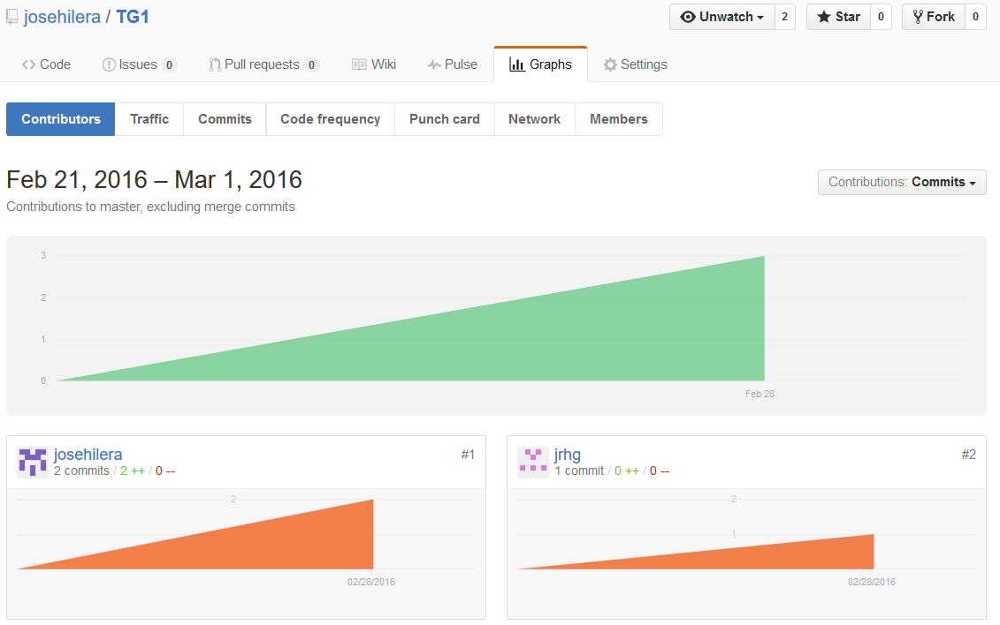 josehilera / TG1
Unwatch 2 Star 0 Fork 0
Code Issues 0 Pull requests 0 Wiki Pulse Graphs Settings
Contributors Traffic Commits Code frequency Punch card Network Members
Feb 21, 2016 – Mar 1, 2016
Contributions: Commits
Contributions to master, excluding merge commits
3
2
1
0
Feb 28
josehilera #1
2 commits / 2 ++ / 0 --
2
02/28/2016
jrhg #2
1 commit / 0 ++ / 0 --
2
1
02/28/2016